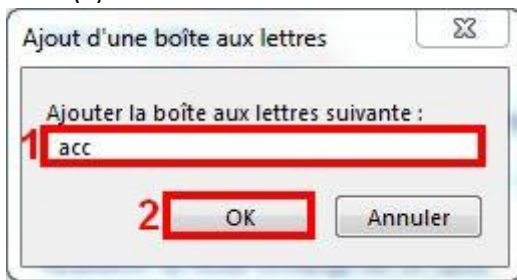 Ajout d'une boîte aux lettres
Ajouter la boîte aux lettres suivante :
1 acc
2 OK Annuler